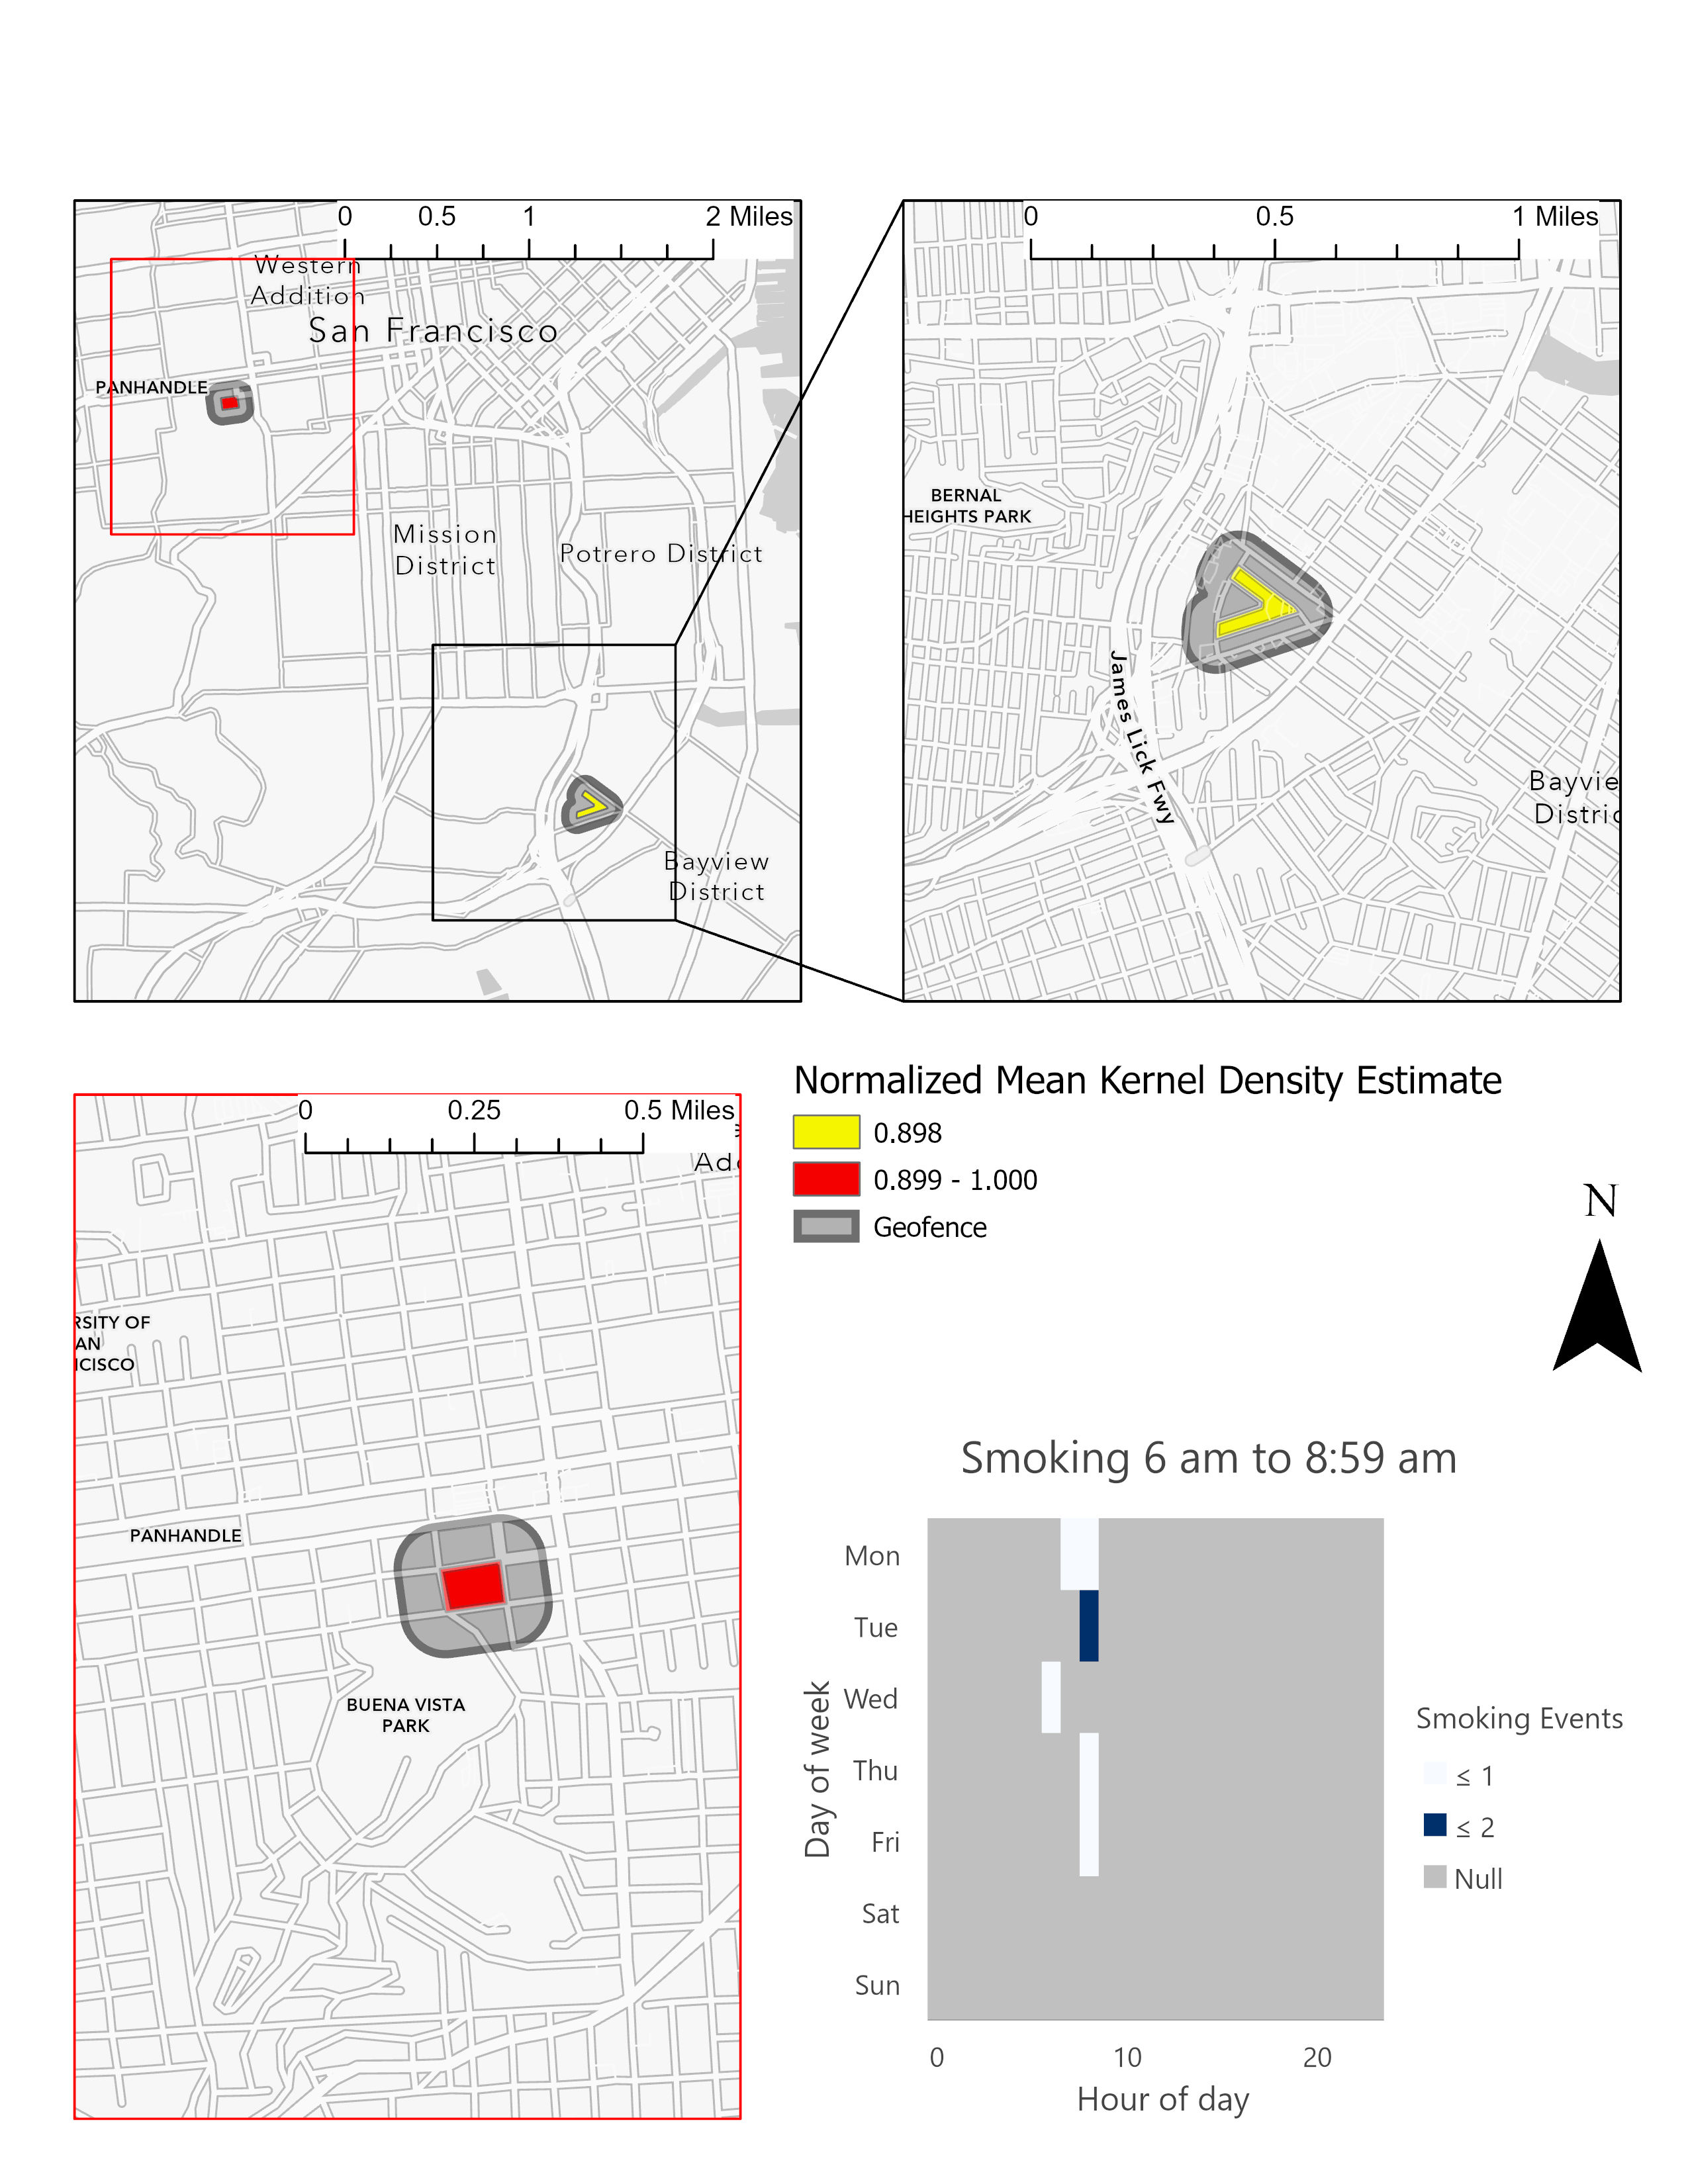 0 0.5 1 2 Miles
Western
Addition
San Francisco
PANHANDLE
Mission
District
Potrero District
Bayview
District
0 0.5 1 Miles
BERNAL
HEIGHTS PARK
James Lick Fwy
Bayvie
Distric
0 0.25 0.5 Miles
Add
RSITY OF
AN
NCISCO
PANHANDLE
BUENA VISTA
PARK
Normalized Mean Kernel Density Estimate
0.898
0.899 - 1.000
Geofence
N
Smoking 6 am to 8:59 am
Day of week
Mon
Tue
Wed
Thu
Fri
Sat
Sun
0 10 20
Hour of day
Smoking Events
≤ 1
≤ 2
Null